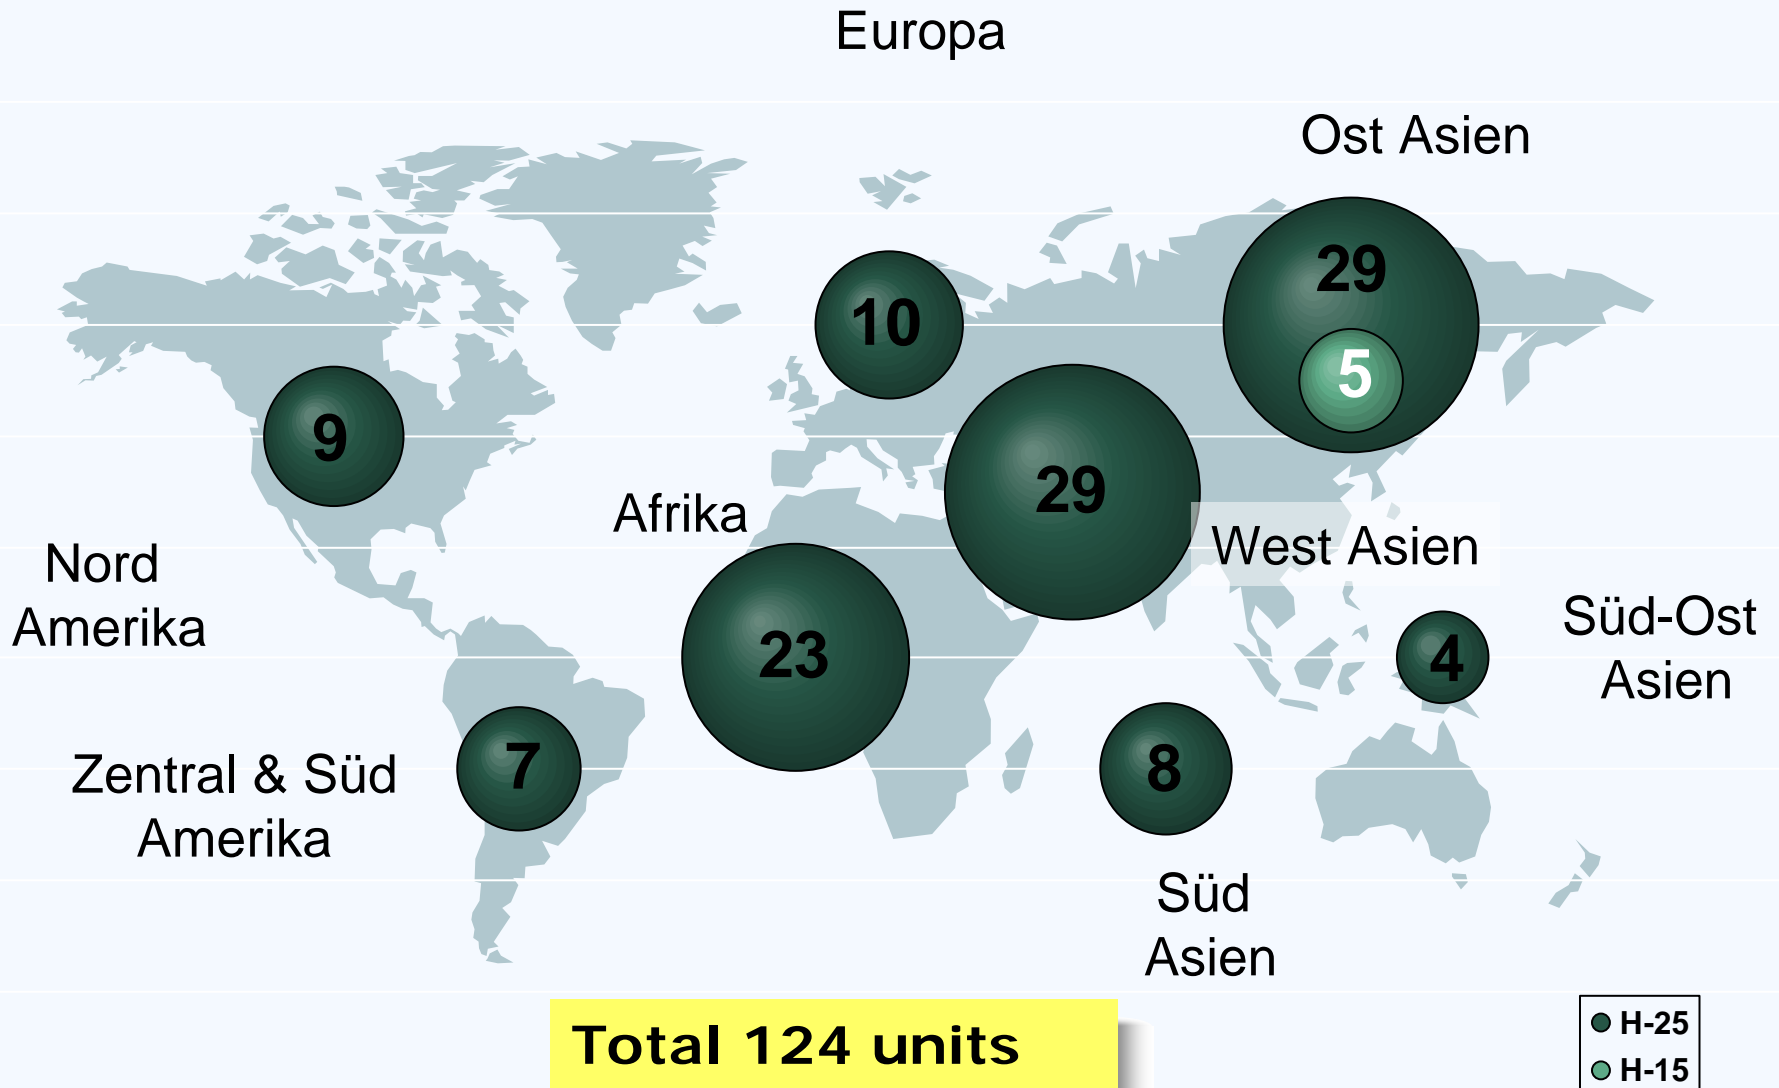 Europa
Ost Asien
29
10
5
9
29
Afrika
West Asien
Nord
Amerika
Süd-Ost
Asien
23
4
7
8
Zentral & Süd
Amerika
Süd
Asien
Total 124 units
H-25
H-15